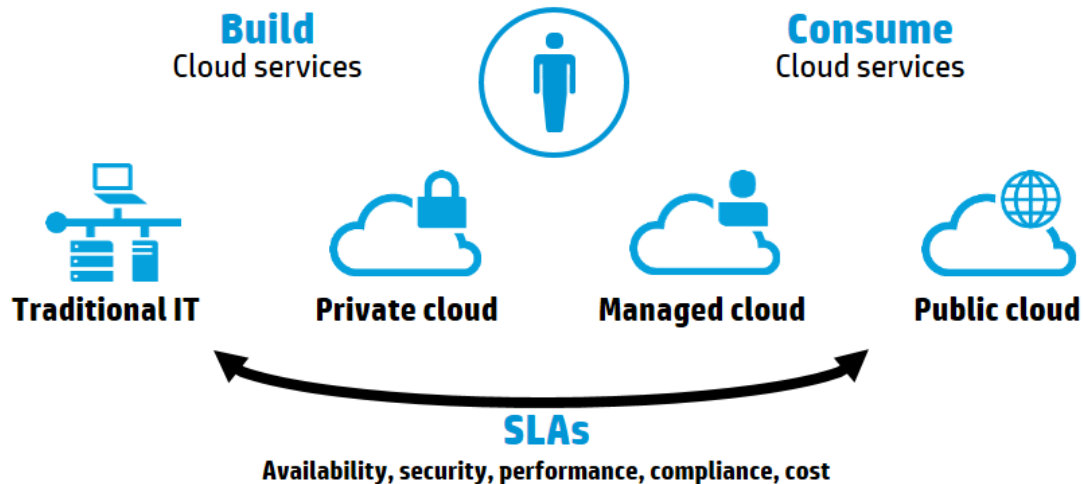 Build
Cloud services
Consume
Cloud services
Traditional IT
Private cloud
Managed cloud
Public cloud
SLAs
Availability, security, performance, compliance, cost